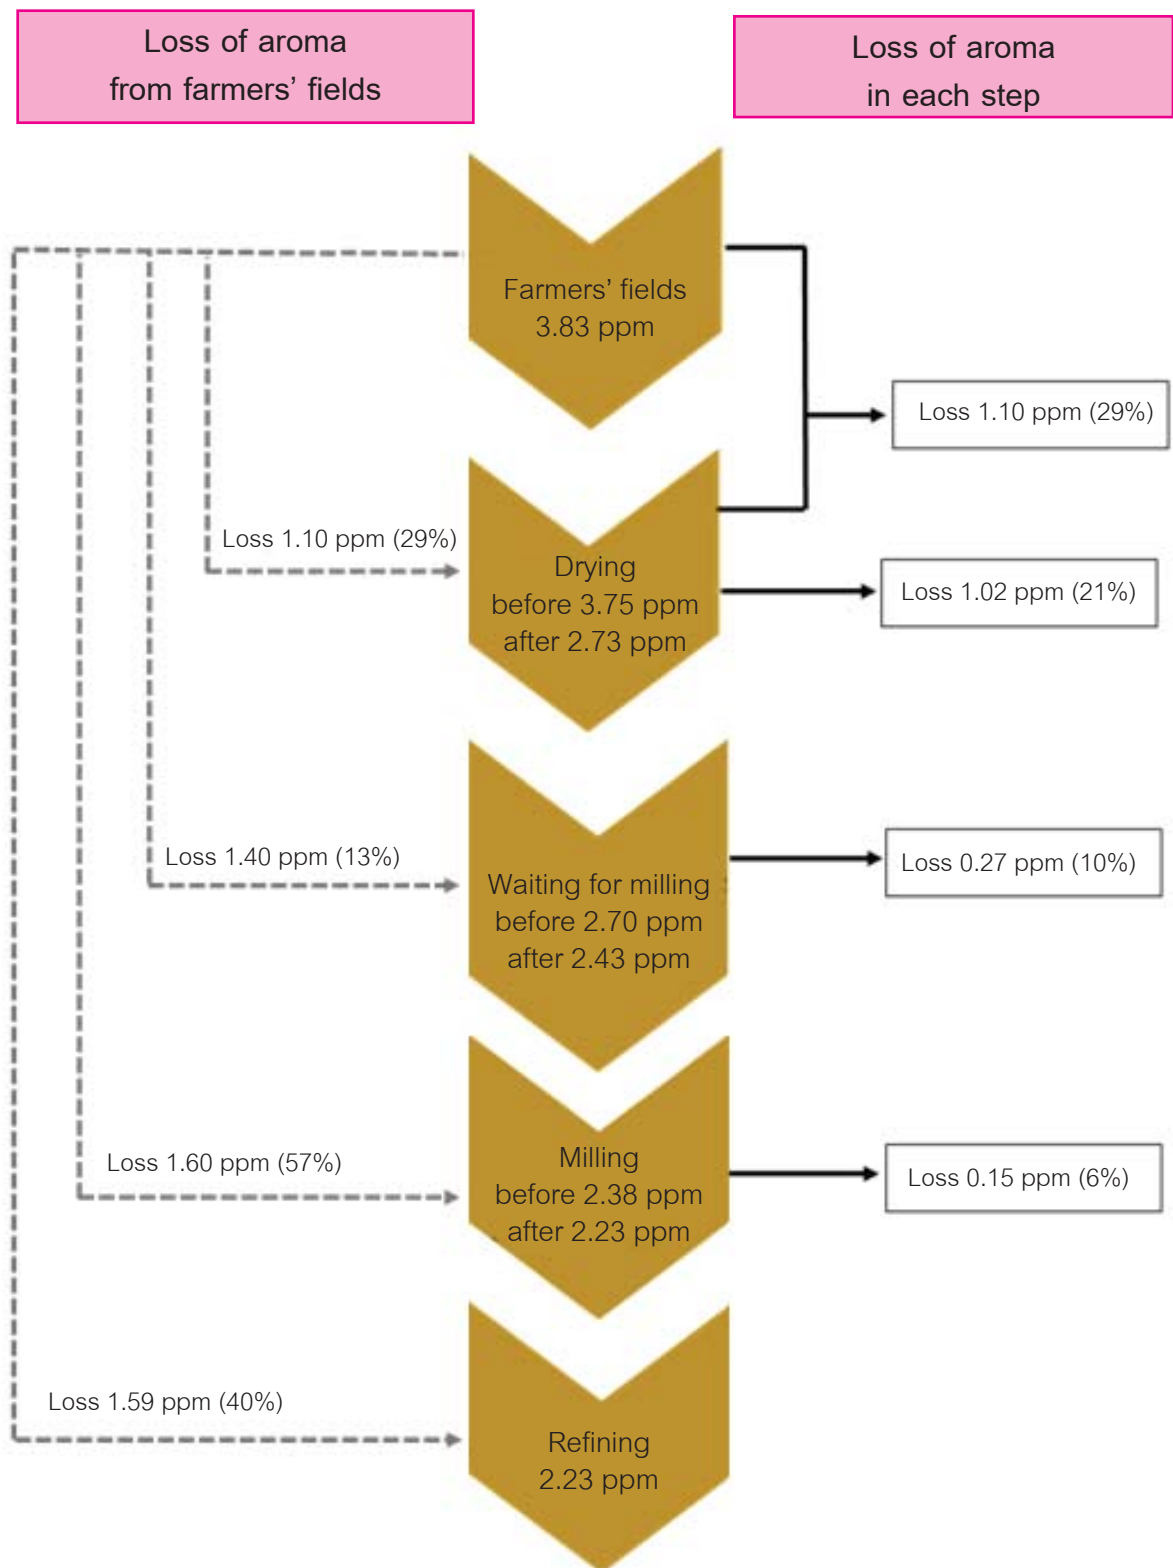 Loss of aroma
from farmers’ fields
Loss of aroma
in each step
Farmers’ fields
3.83 ppm
Loss 1.10 ppm (29%)
Loss 1.10 ppm (29%)
Drying
before 3.75 ppm
after 2.73 ppm
Loss 1.02 ppm (21%)
Loss 1.40 ppm (13%)
Waiting for milling
before 2.70 ppm
after 2.43 ppm
Loss 0.27 ppm (10%)
Loss 1.60 ppm (57%)
Milling
before 2.38 ppm
after 2.23 ppm
Loss 0.15 ppm (6%)
Loss 1.59 ppm (40%)
Refining
2.23 ppm